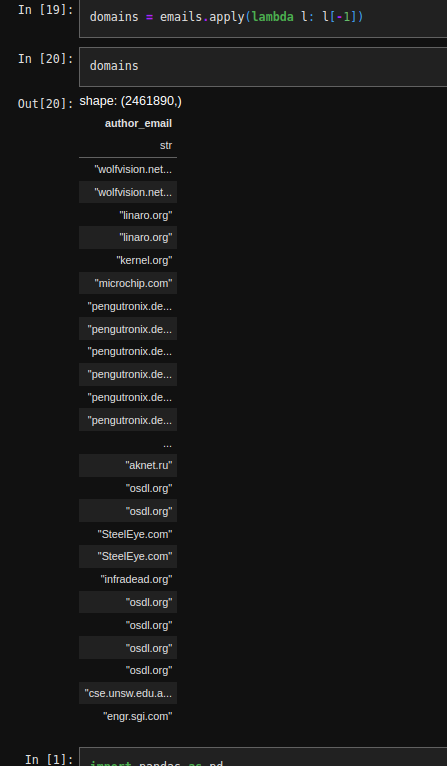 In [19]: domains = emails.apply(lambda l: l[-1])
In [20]: domains
Out[20]: shape: (2461890,)
author_email
str
"wolfvision.net...
"wolfvision.net...
"linaro.org"
"linaro.org"
"kernel.org"
"microchip.com"
"pengutronix.de...
"pengutronix.de...
"pengutronix.de...
"pengutronix.de...
"pengutronix.de...
"pengutronix.de...
...
"aknet.ru"
"osdl.org"
"osdl.org"
"SteelEye.com"
"SteelEye.com"
"infradead.org"
"osdl.org"
"osdl.org"
"osdl.org"
"osdl.org"
"cse.unsw.edu.a...
"engr.sgi.com"
In [1]: import pandas as pd